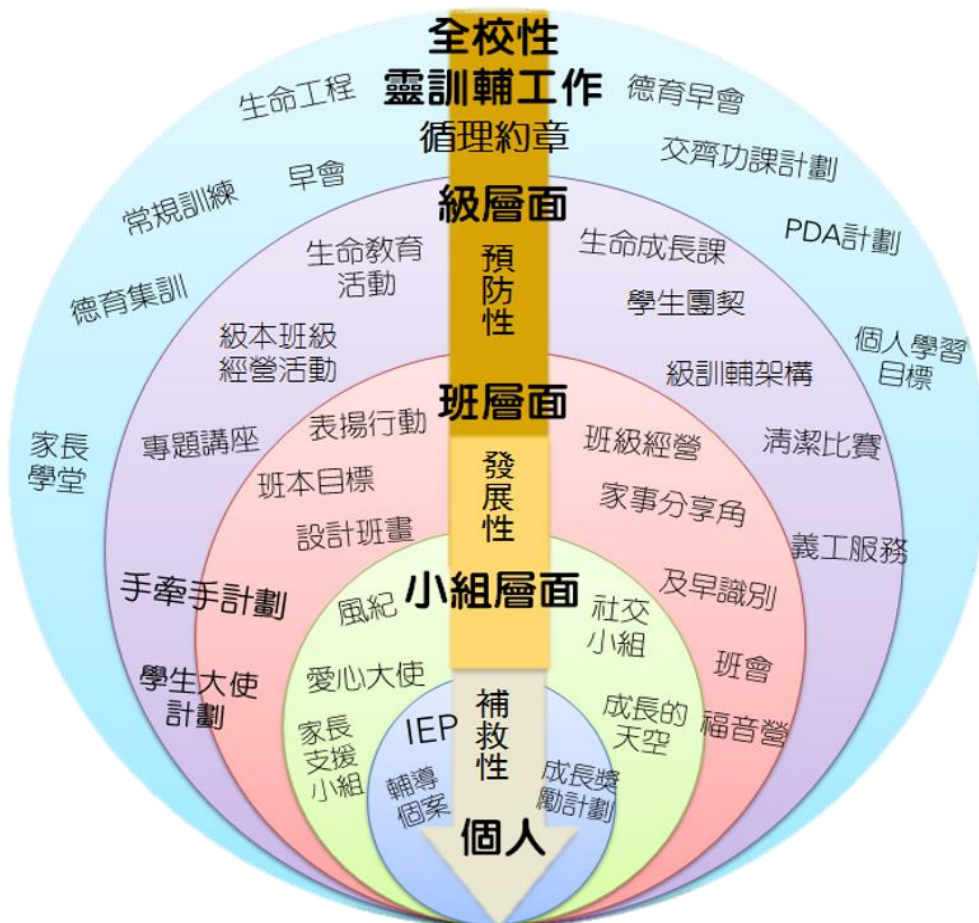 全校性
靈訓輔工作
循理約章
生命工程
德育早會
早會
交齊功課計劃
常規訓練
PDA計劃
德育集訓
個人學習
目標
家長
學堂
級層面
預防性
生命教育
活動
生命成長課
學生團契
級本班級
經營活動
級訓輔架構
專題講座
清潔比賽
義工服務
手牽手計劃
學生大使
計劃
班層面
發展性
表揚行動
班級經營
班本目標
家事分享角
設計班畫
及早識別
班會
福音營
小組層面
風紀
社交
小組
愛心大使
成長的
天空
家長
支援
小組
補救性
IEP
輔導
個案
成長獎
勵計劃
個人